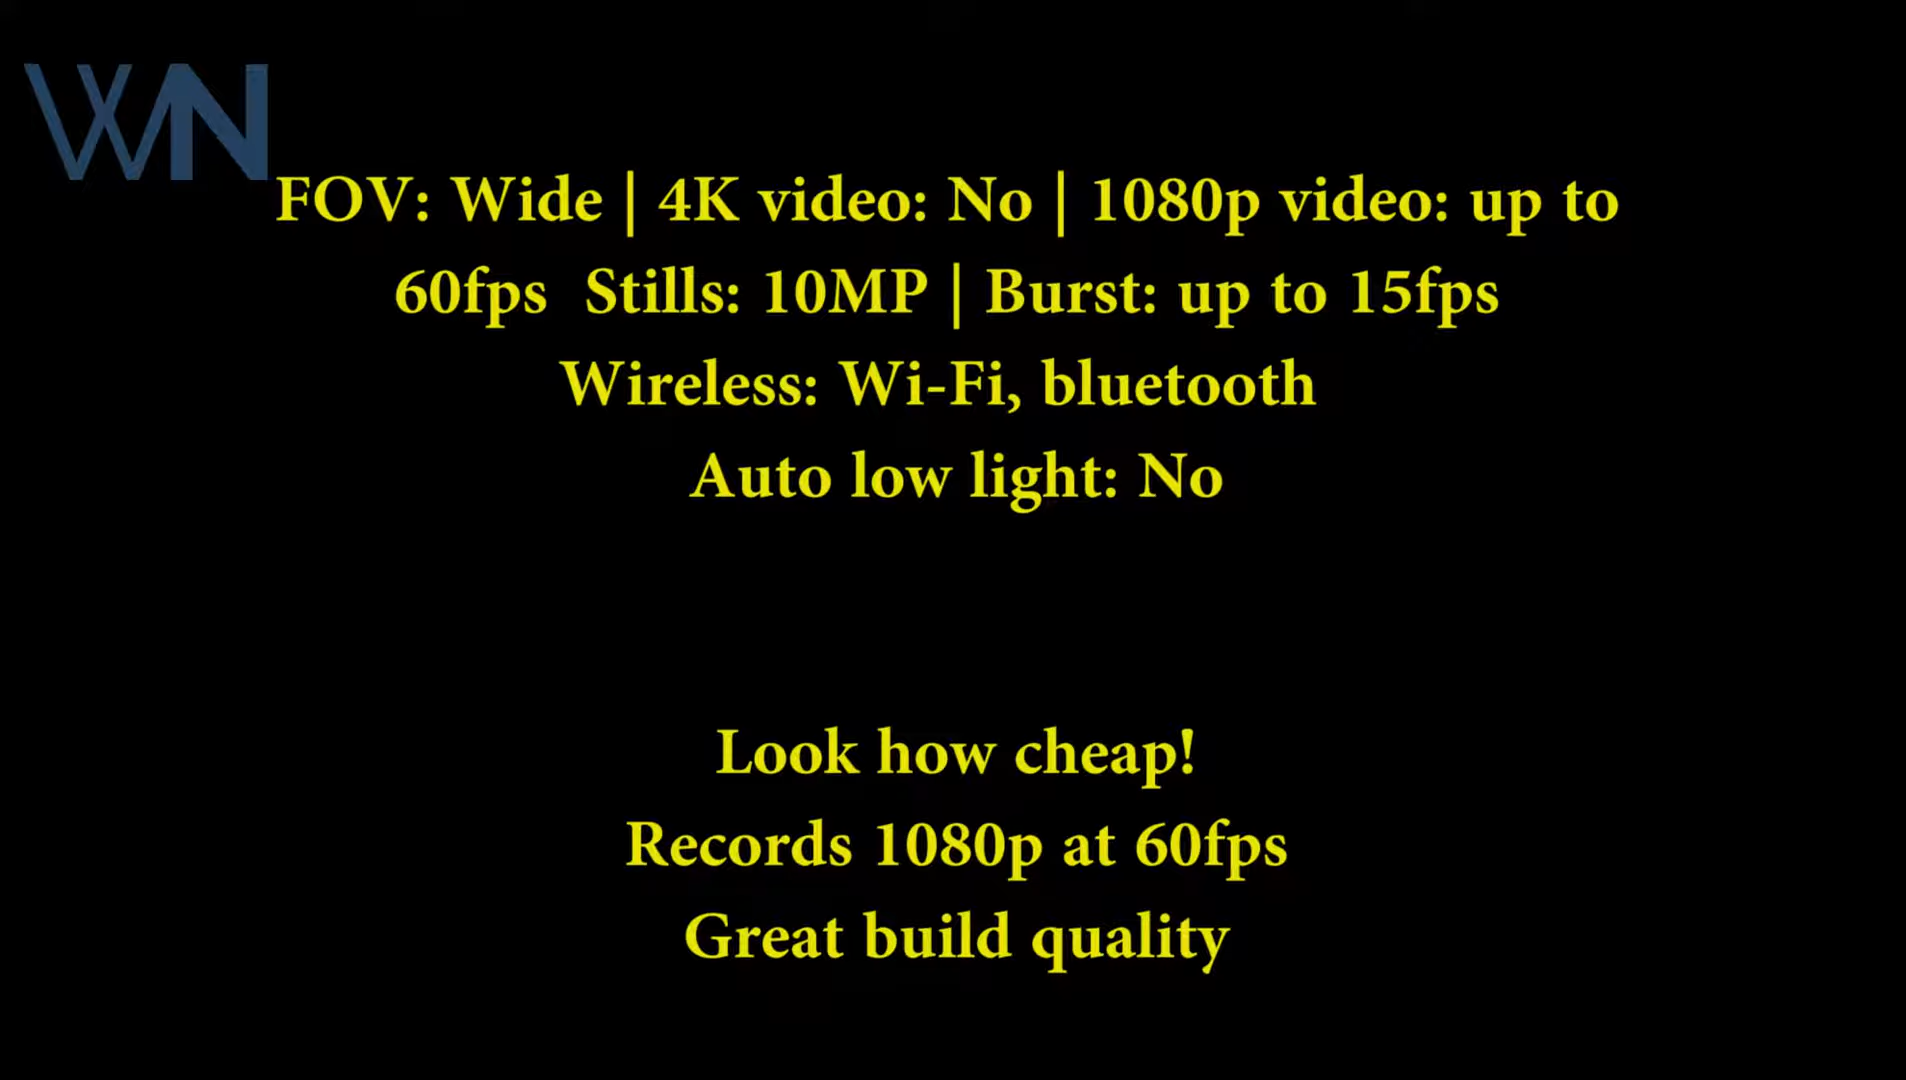 WN
FOV: Wide | 4K video: No | 1080p video: up to
60fps  Stills: 10MP | Burst: up to 15fps
Wireless: Wi-Fi, bluetooth
Auto low light: No
Look how cheap!
Records 1080p at 60fps
Great build quality